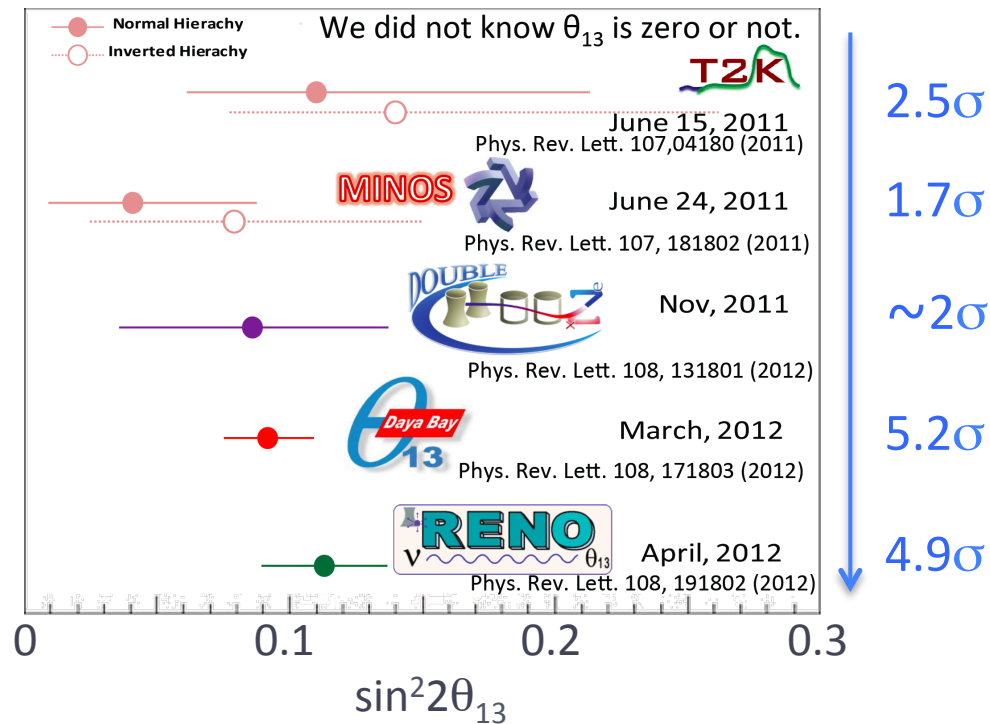 We did not know θ13 is zero or not.
Normal Hierachy
Inverted Hierachy
T2K
2.5σ
June 15, 2011
Phys. Rev. Lett. 107,04180 (2011)
MINOS
June 24, 2011
1.7σ
Phys. Rev. Lett. 107, 181802 (2011)
DOUBLE
CHOOZ
Nov, 2011
~2σ
Phys. Rev. Lett. 108, 131801 (2012)
θ13
Daya Bay
March, 2012
5.2σ
Phys. Rev. Lett. 108, 171803 (2012)
RENO
ν θ13
April, 2012
4.9σ
Phys. Rev. Lett. 108, 191802 (2012)
0 0.1 0.2 0.3
sin²2θ13